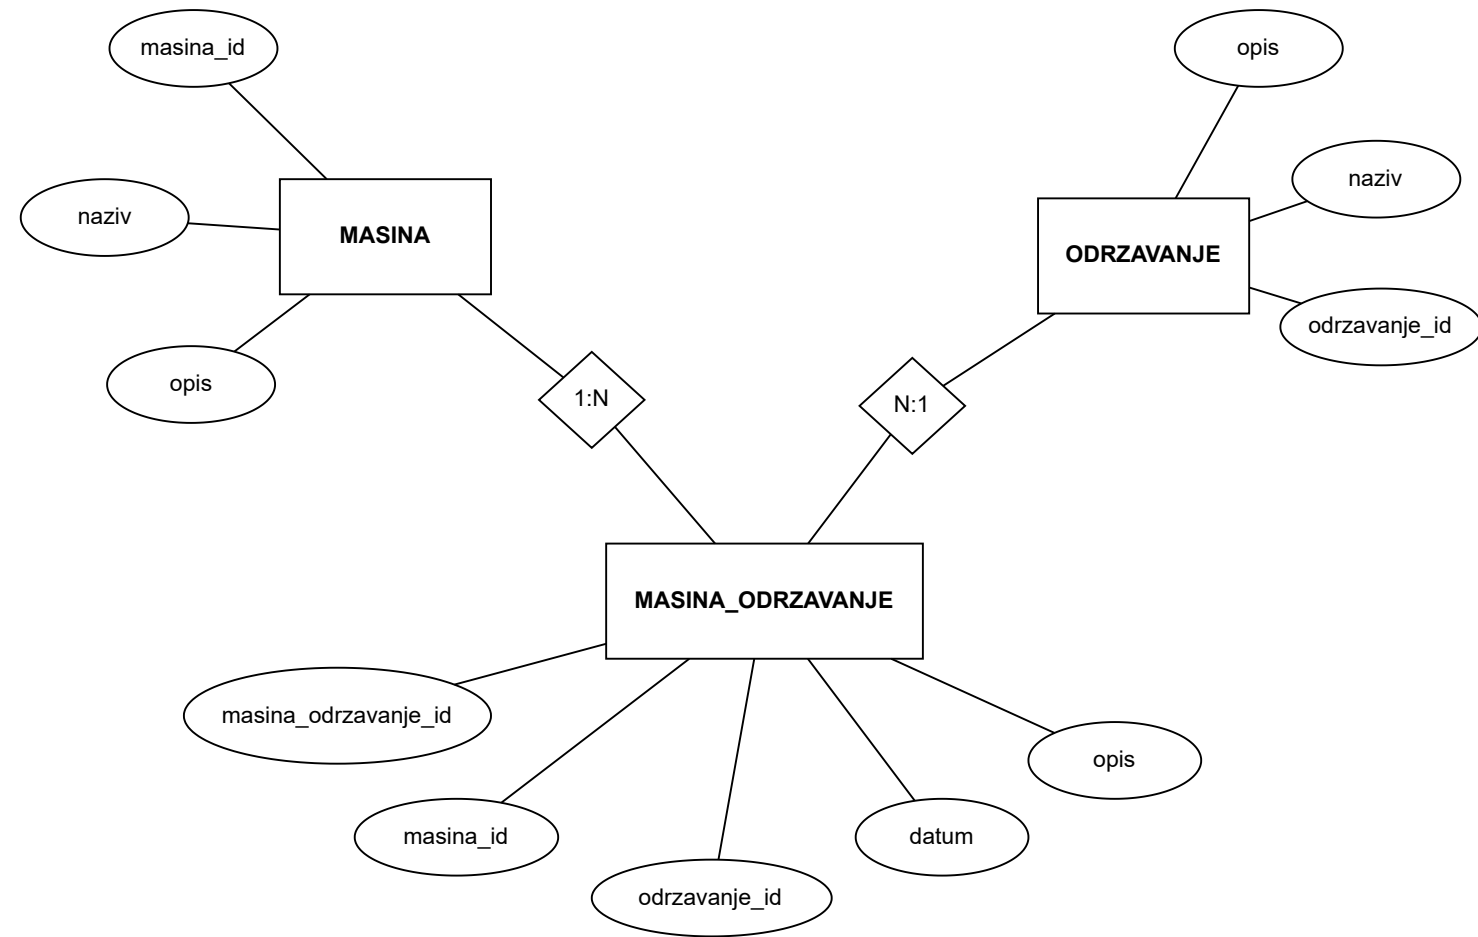 masina_id
opis
naziv
naziv
MASINA
ODRZAVANJE
odrzavanje_id
opis
1:N
N:1
MASINA_ODRZAVANJE
masina_odrzavanje_id
opis
masina_id
datum
odrzavanje_id